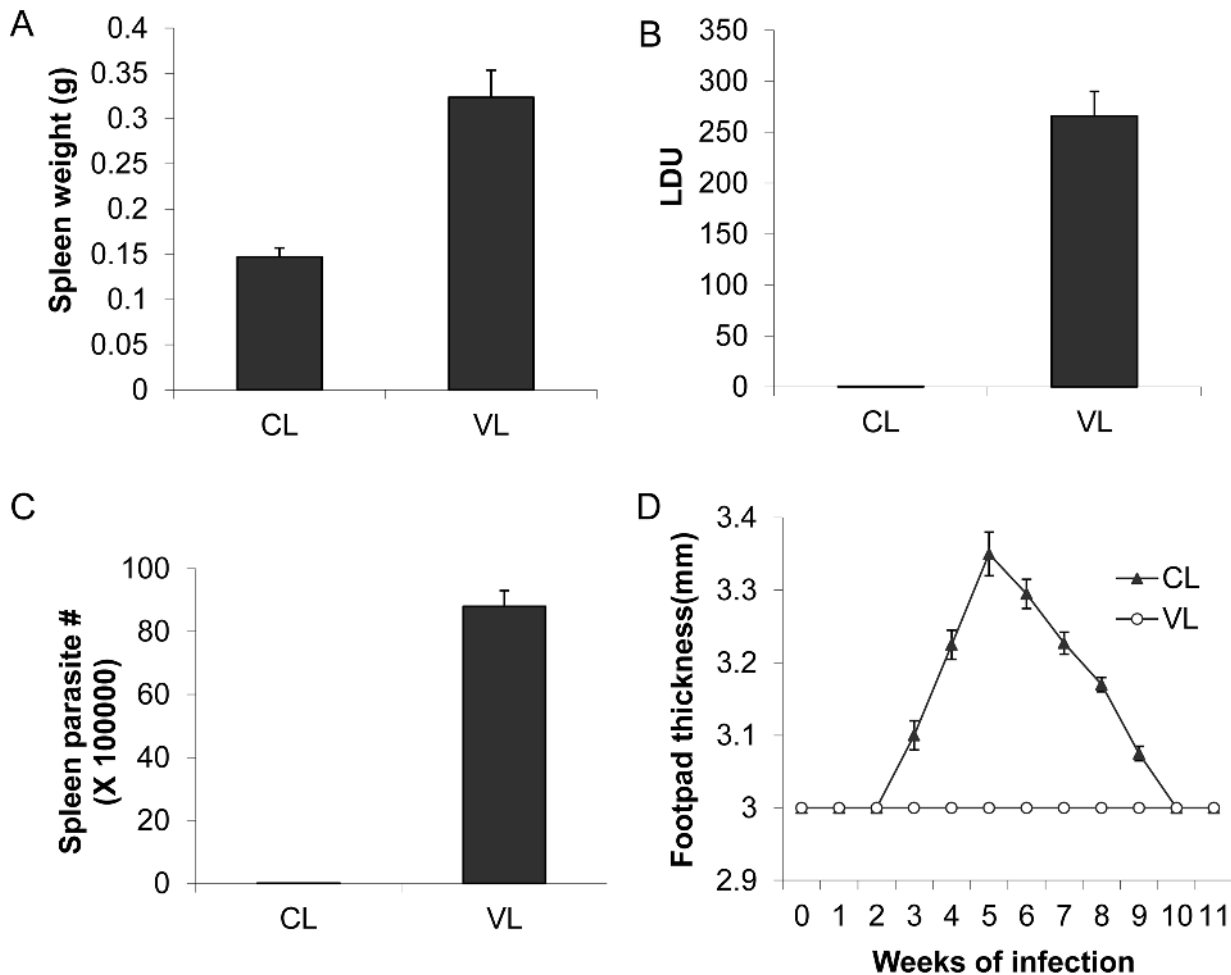 A
Spleen weight (g)
0.4
0.35
0.3
0.25
0.2
0.15
0.1
0.05
0
CL VL
B
LDU
350
300
250
200
150
100
50
0
CL VL
C
Spleen parasite #
(X 100000)
100
80
60
40
20
0
CL VL
D
Footpad thickness(mm)
3.4
3.3
3.2
3.1
3
2.9
CL
VL
0 1 2 3 4 5 6 7 8 9 10 11
Weeks of infection